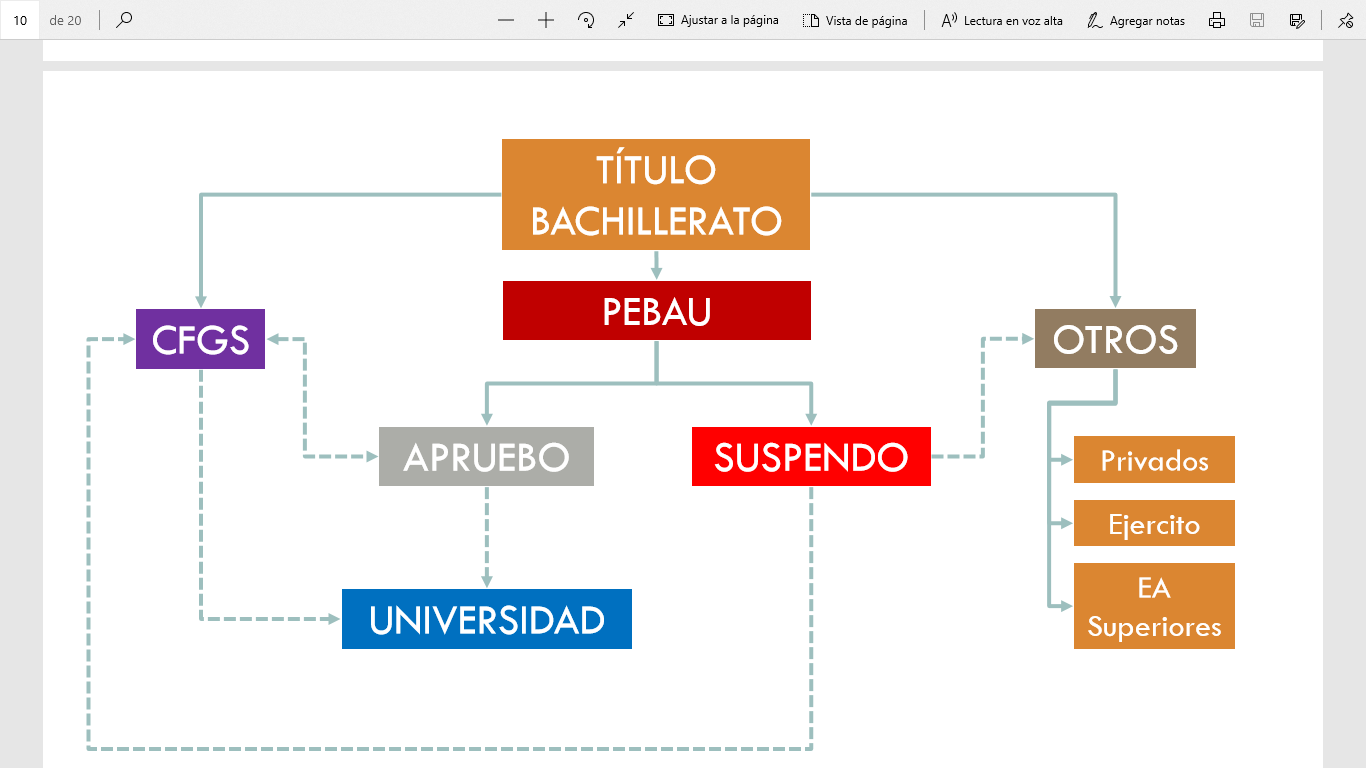 10 de 20 Ajustar a la página Vista de página Lectura en voz alta Agregar notas
TÍTULO
BACHILLERATO
PEBAU
CFGS
OTROS
APRUEBO
SUSPENDO
Privados
Ejercito
EA
Superiores
UNIVERSIDAD